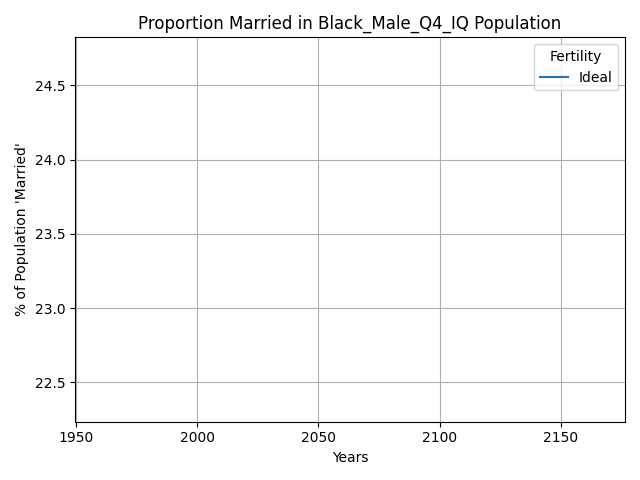 Proportion Married in Black_Male_Q4_IQ Population
Fertility
Ideal
% of Population 'Married'
24.5
24.0
23.5
23.0
22.5
1950
2000
2050
2100
2150
Years